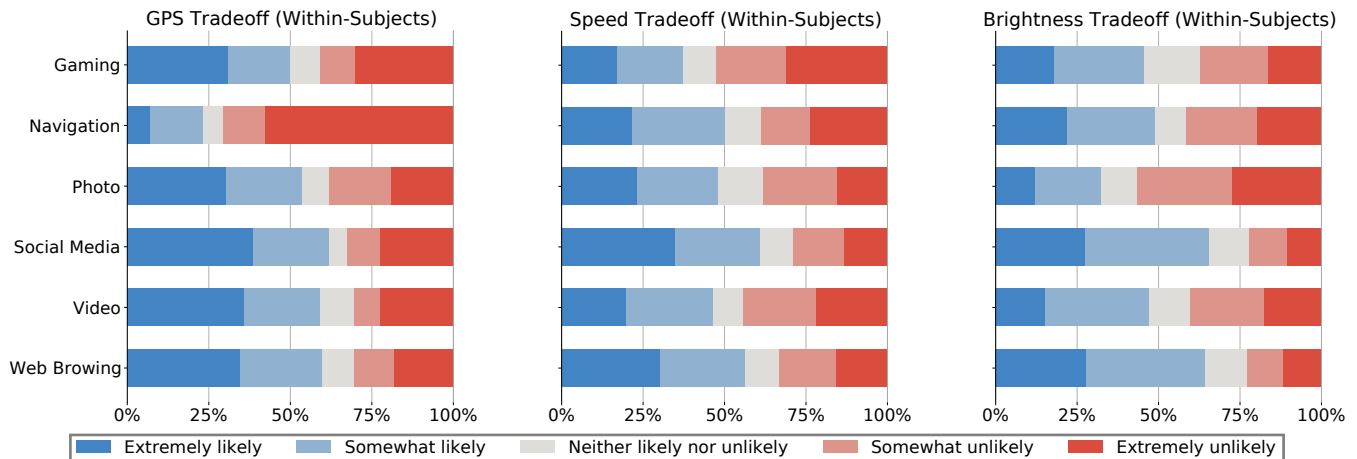 GPS Tradeoff (Within-Subjects) Speed Tradeoff (Within-Subjects) Brightness Tradeoff (Within-Subjects)
Gaming
Navigation
Photo
Social Media
Video
Web Browing
0% 25% 50% 75% 100% 0% 25% 50% 75% 100% 0% 25% 50% 75% 100%
Extremely likely Somewhat likely Neither likely nor unlikely Somewhat unlikely Extremely unlikely